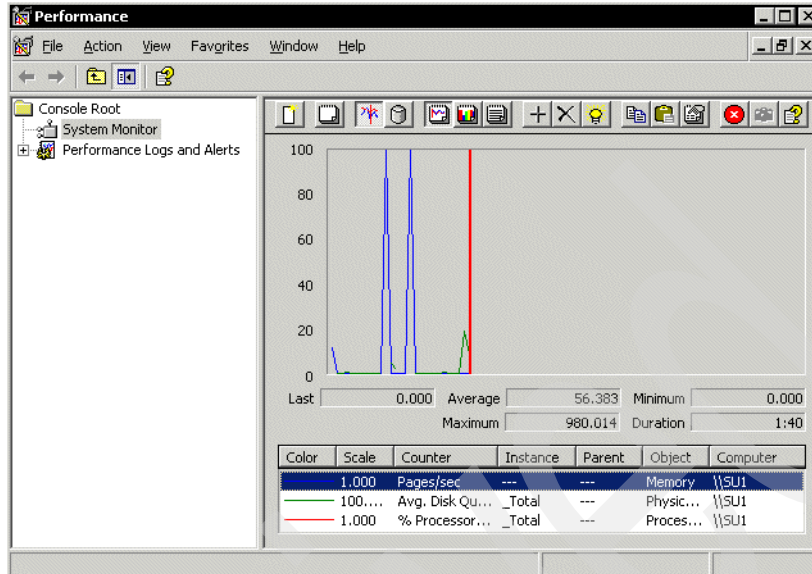 Performance
File Action View Favorites Window Help
Console Root
System Monitor
Performance Logs and Alerts
100
80
60
40
20
0
Last 0.000 Average 56.383 Minimum 0.000
Maximum 980.014 Duration 1:40
Color Scale Counter Instance Parent Object Computer
1.000 Pages/sec --- --- Memory \\SU1
100.... Avg. Disk Qu... _Total --- Physic... \\SU1
1.000 % Processor... _Total --- Proces... \\SU1